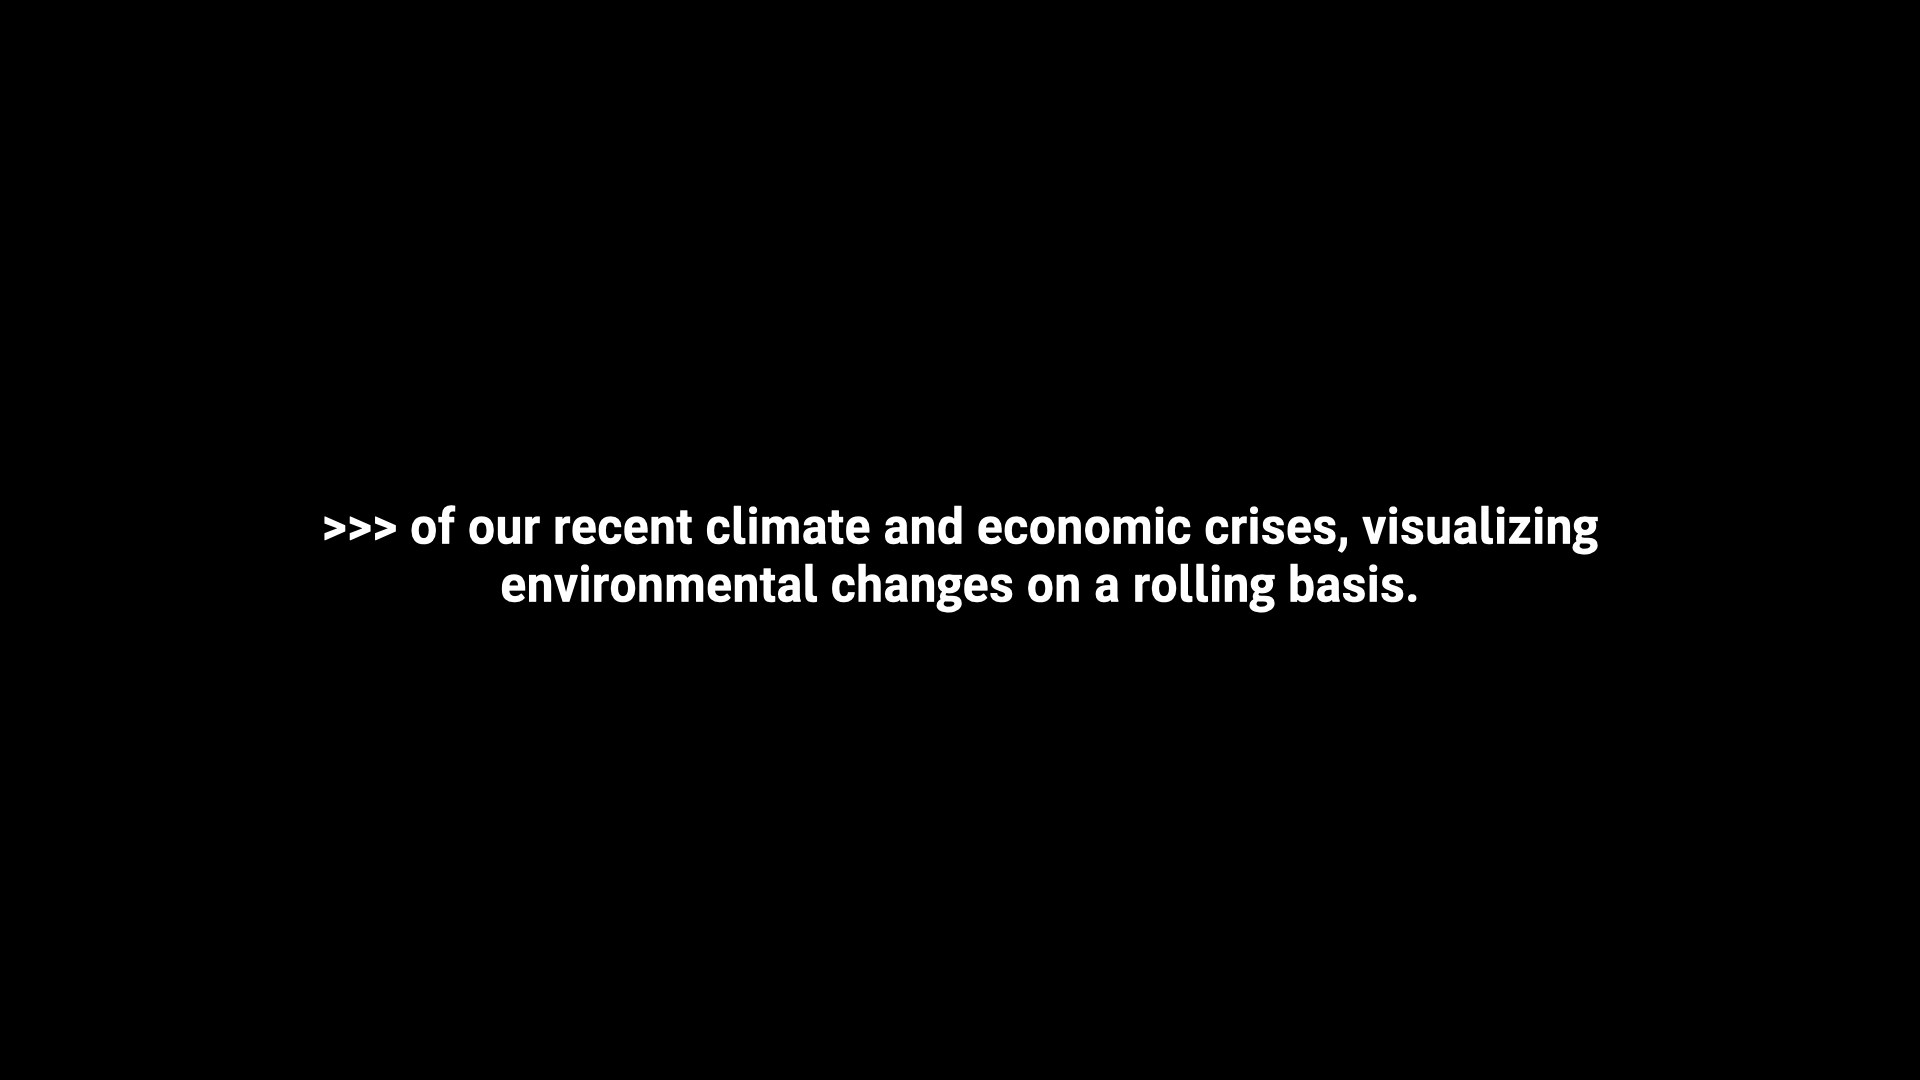 >>> of our recent climate and economic crises, visualizing
environmental changes on a rolling basis.